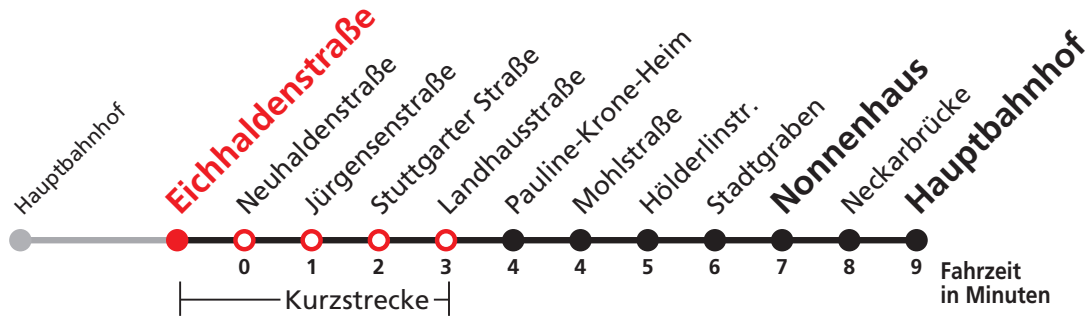 Hauptbahnhof
Eichhaldenstraße
Neuhaldenstraße
Jürgensenstraße
Stuttgarter Straße
Landhausstraße
Pauline-Krone-Heim
Mohlstraße
Hölderlinstr.
Stadtgraben
Nonnenhaus
Neckarbrücke
Hauptbahnhof
0 1 2 3 4 4 5 6 7 8 9
Fahrzeit
in Minuten
Kurzstrecke